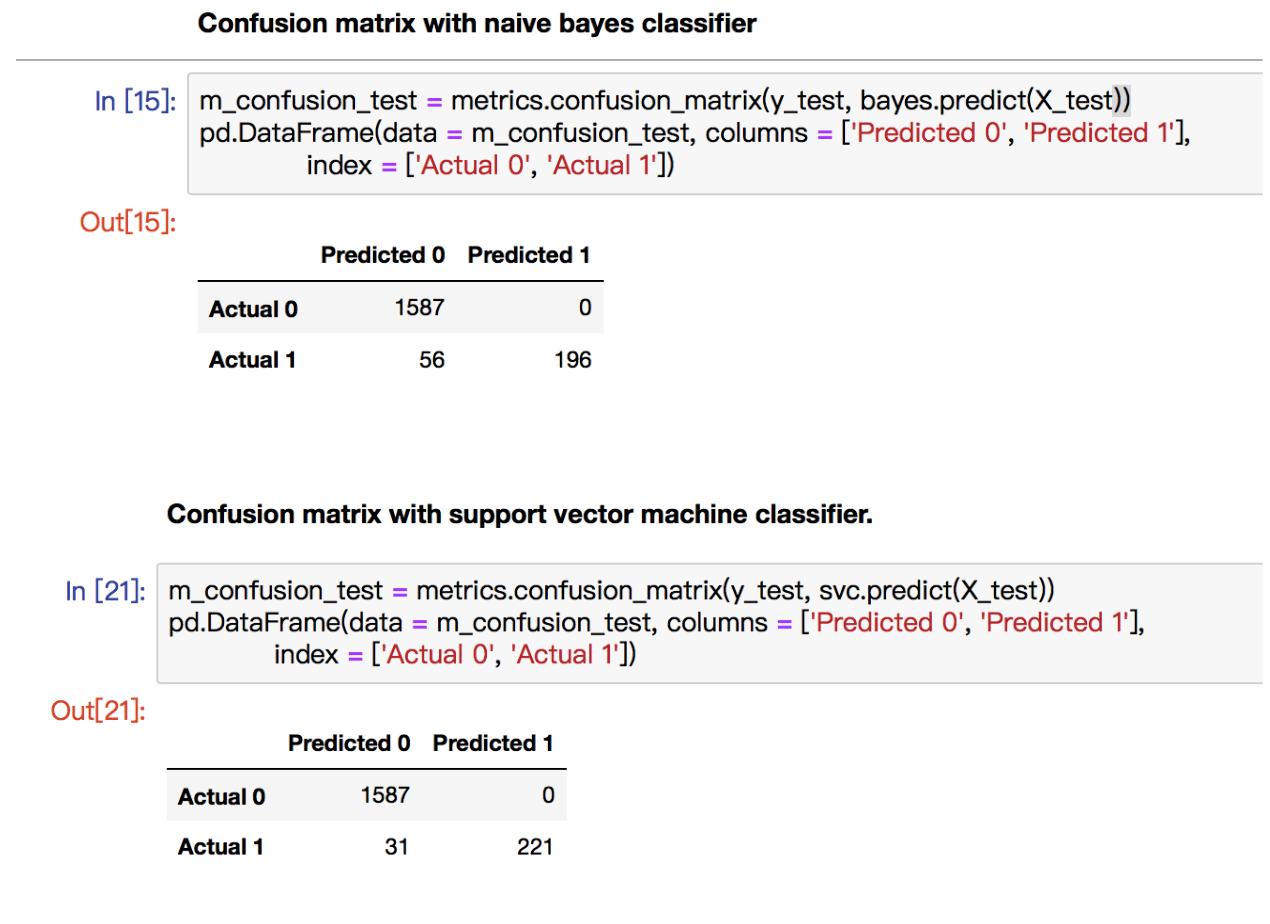 Confusion matrix with naive bayes classifier
In [15]: m_confusion_test = metrics.confusion_matrix(y_test, bayes.predict(X_test))
pd.DataFrame(data = m_confusion_test, columns = ['Predicted 0', 'Predicted 1'],
index = ['Actual 0', 'Actual 1'])
Out[15]:
Predicted 0 Predicted 1
Actual 0 1587 0
Actual 1 56 196
Confusion matrix with support vector machine classifier.
In [21]: m_confusion_test = metrics.confusion_matrix(y_test, svc.predict(X_test))
pd.DataFrame(data = m_confusion_test, columns = ['Predicted 0', 'Predicted 1'],
index = ['Actual 0', 'Actual 1'])
Out[21]:
Predicted 0 Predicted 1
Actual 0 1587 0
Actual 1 31 221